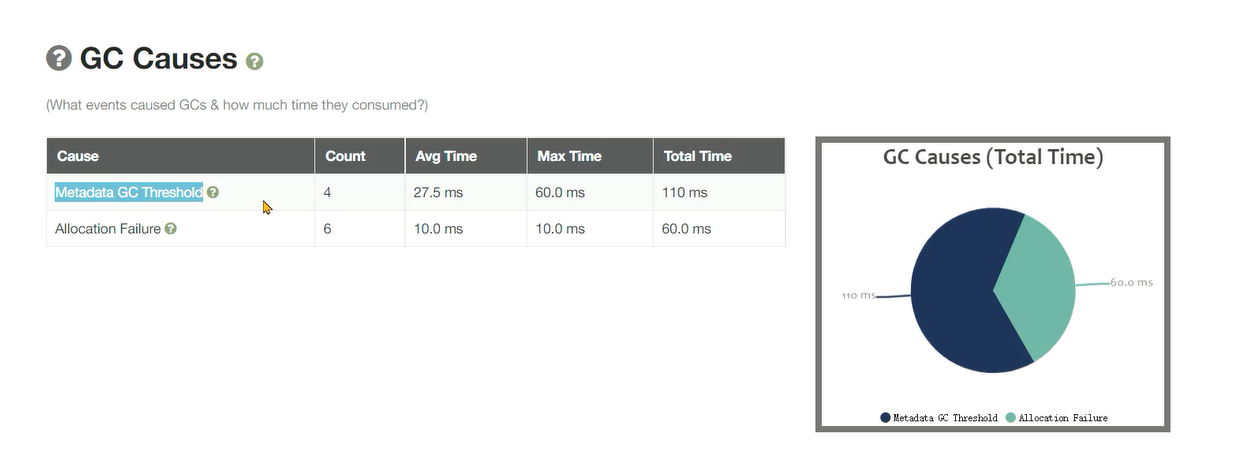 GC Causes
(What events caused GCs & how much time they consumed?)
Cause Count Avg Time Max Time Total Time
Metadata GC Threshold 4 27.5 ms 60.0 ms 110 ms
Allocation Failure 6 10.0 ms 10.0 ms 60.0 ms
GC Causes (Total Time)
60.0 ms
110 ms
Metadata GC Threshold Allocation Failure